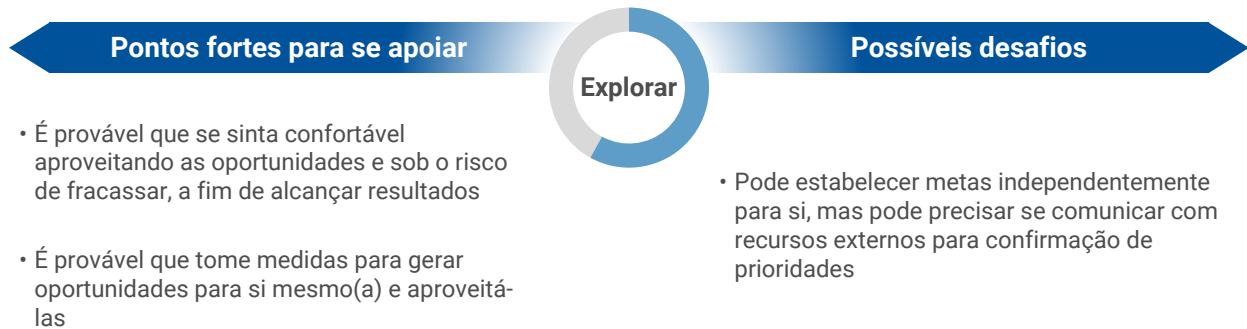 Pontos fortes para se apoiar
Explorar
Possíveis desafios
• É provável que se sinta confortável
aproveitando as oportunidades e sob o risco
de fracassar, a fim de alcançar resultados
• É provável que tome medidas para gerar
oportunidades para si mesmo(a) e aproveitá-
las
• Pode estabelecer metas independentemente
para si, mas pode precisar se comunicar com
recursos externos para confirmação de
prioridades